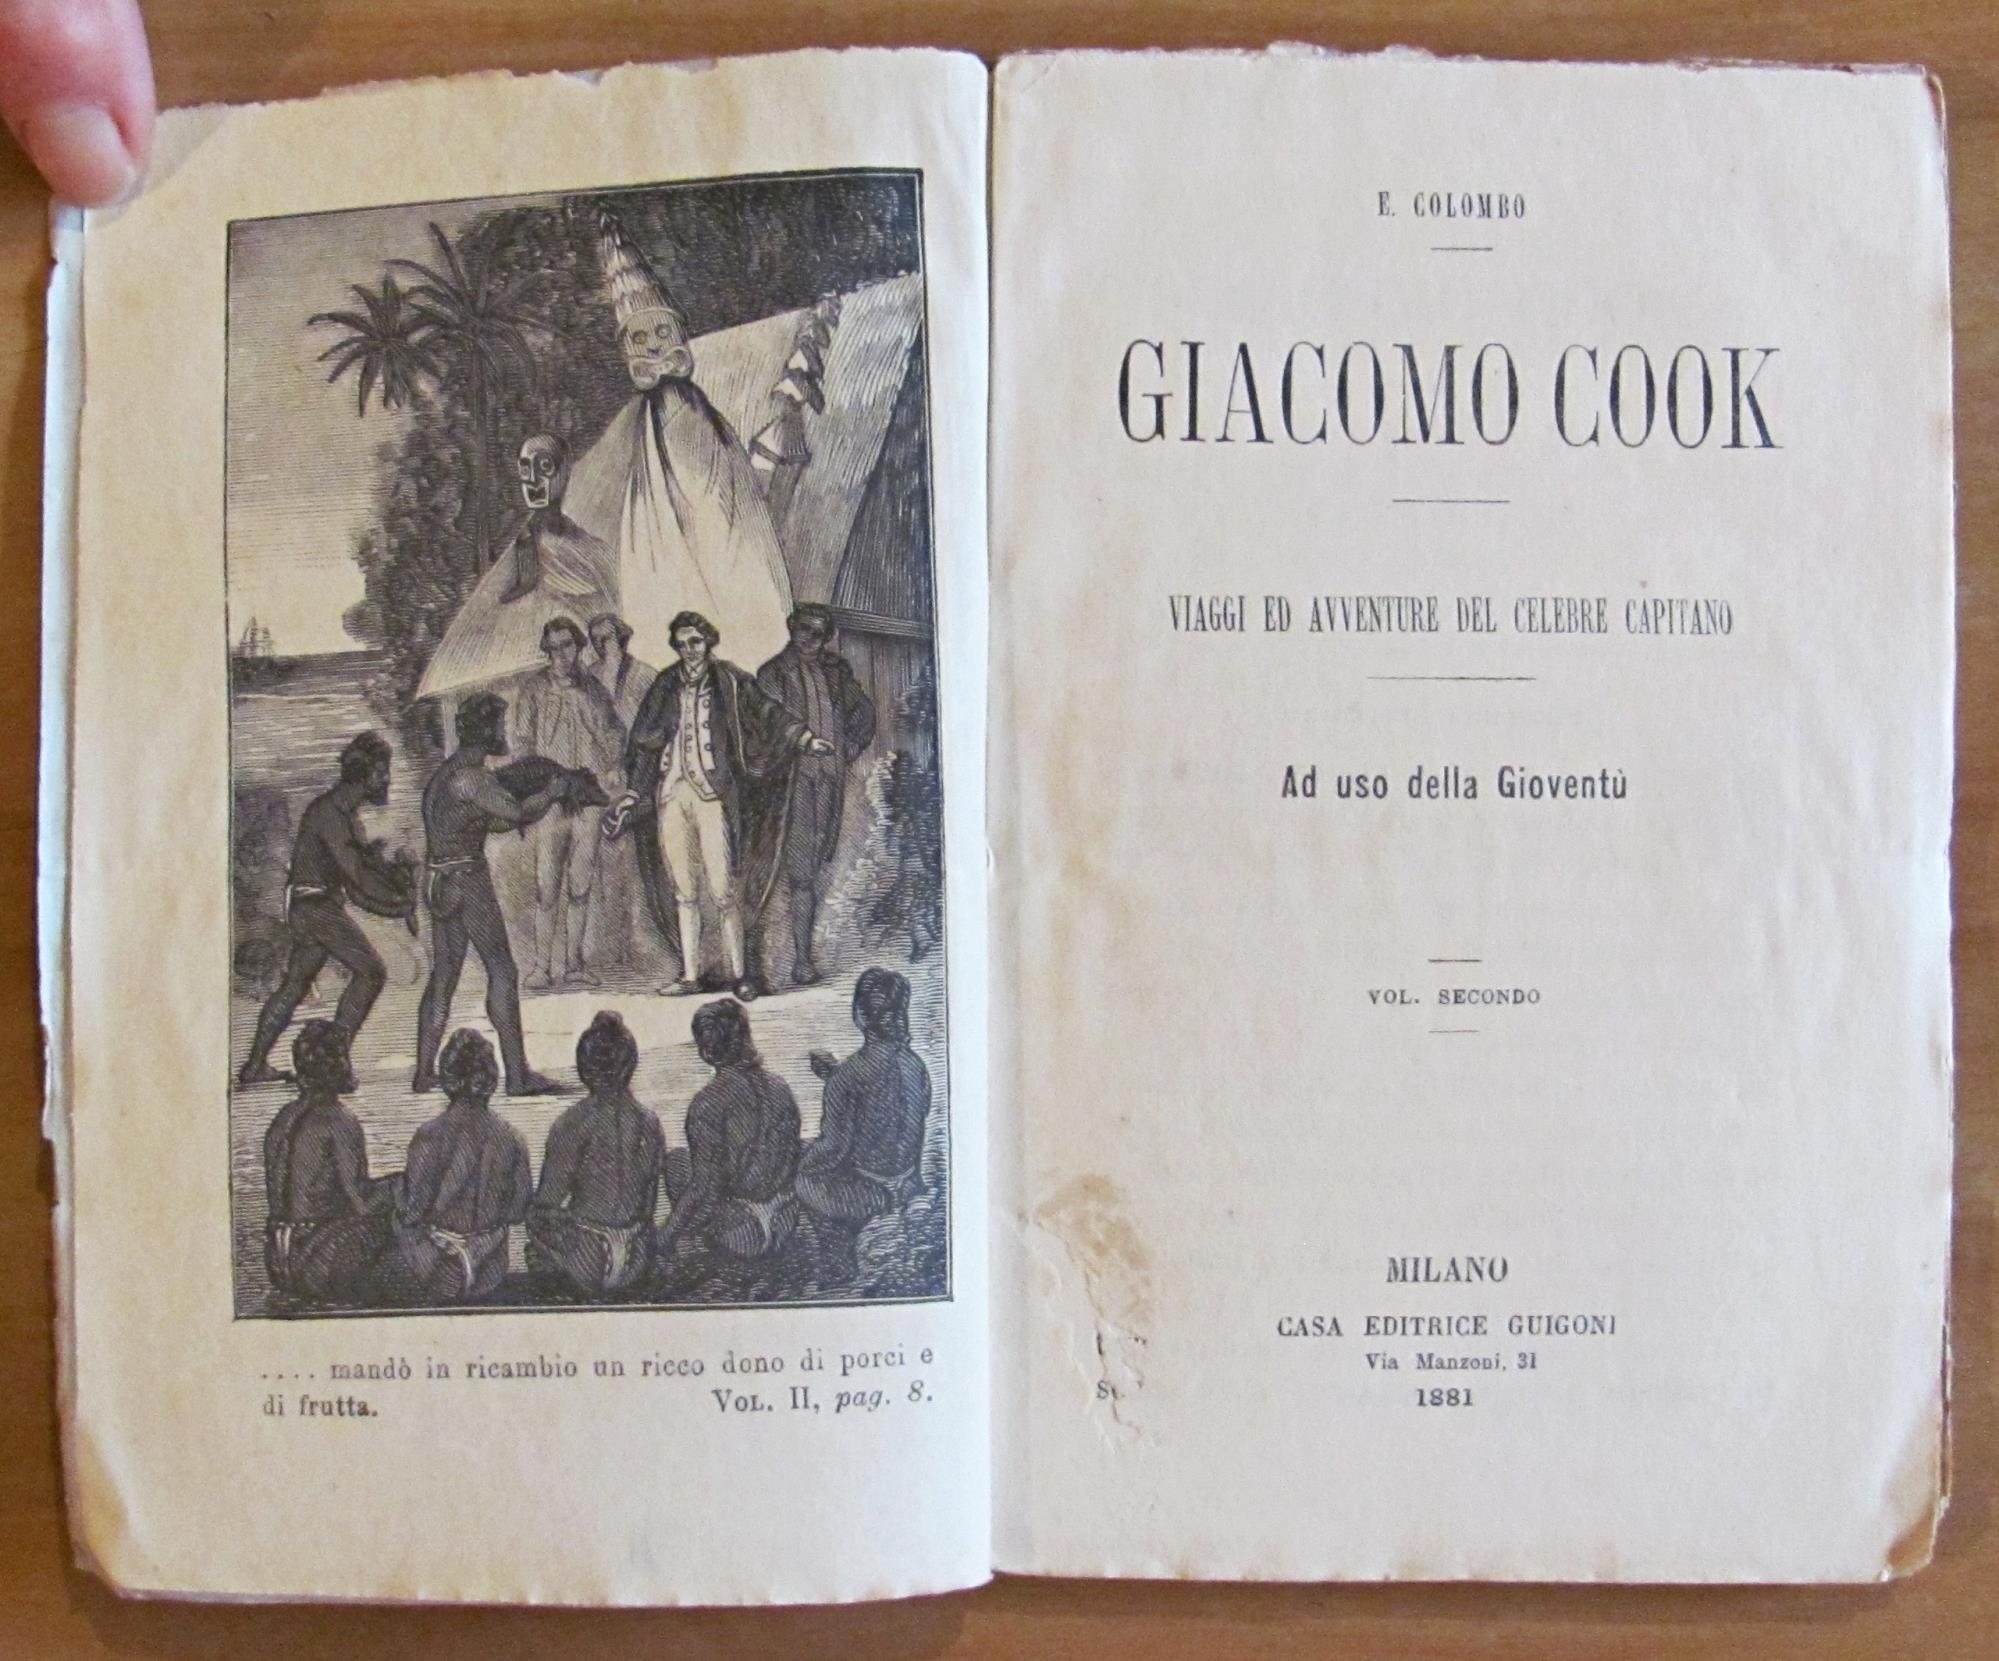 .... mandò in ricambio un ricco dono di porci e
di frutta. VOL. II, pag. 8.
E. COLOMBO
GIACOMO COOK
VIAGGI ED AVVENTURE DEL CELEBRE CAPITANO
Ad uso della Gioventù
VOL. SECONDO
MILANO
CASA EDITRICE GUIGONI
Via Manzoni, 31
1881